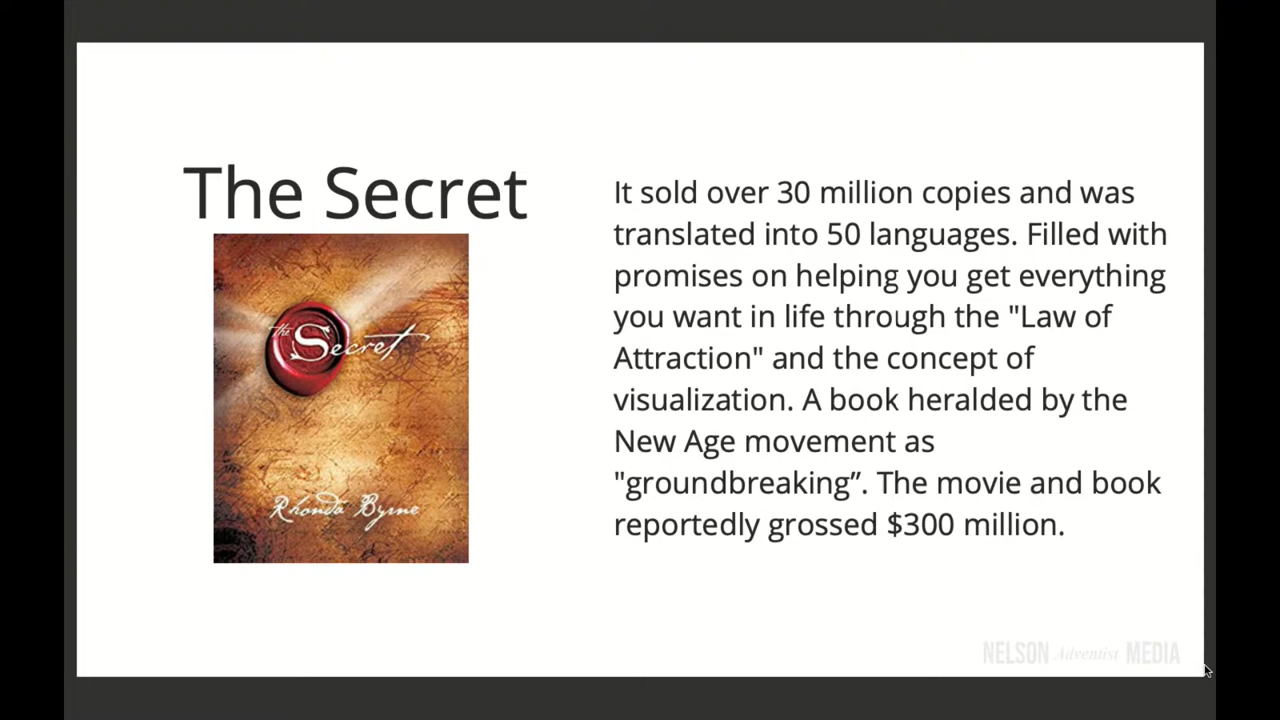 The Secret
the Secret
Rhonda Byrne
It sold over 30 million copies and was
translated into 50 languages. Filled with
promises on helping you get everything
you want in life through the "Law of
Attraction" and the concept of
visualization. A book heralded by the
New Age movement as
"groundbreaking”. The movie and book
reportedly grossed $300 million.
NELSON Adventist MEDIA